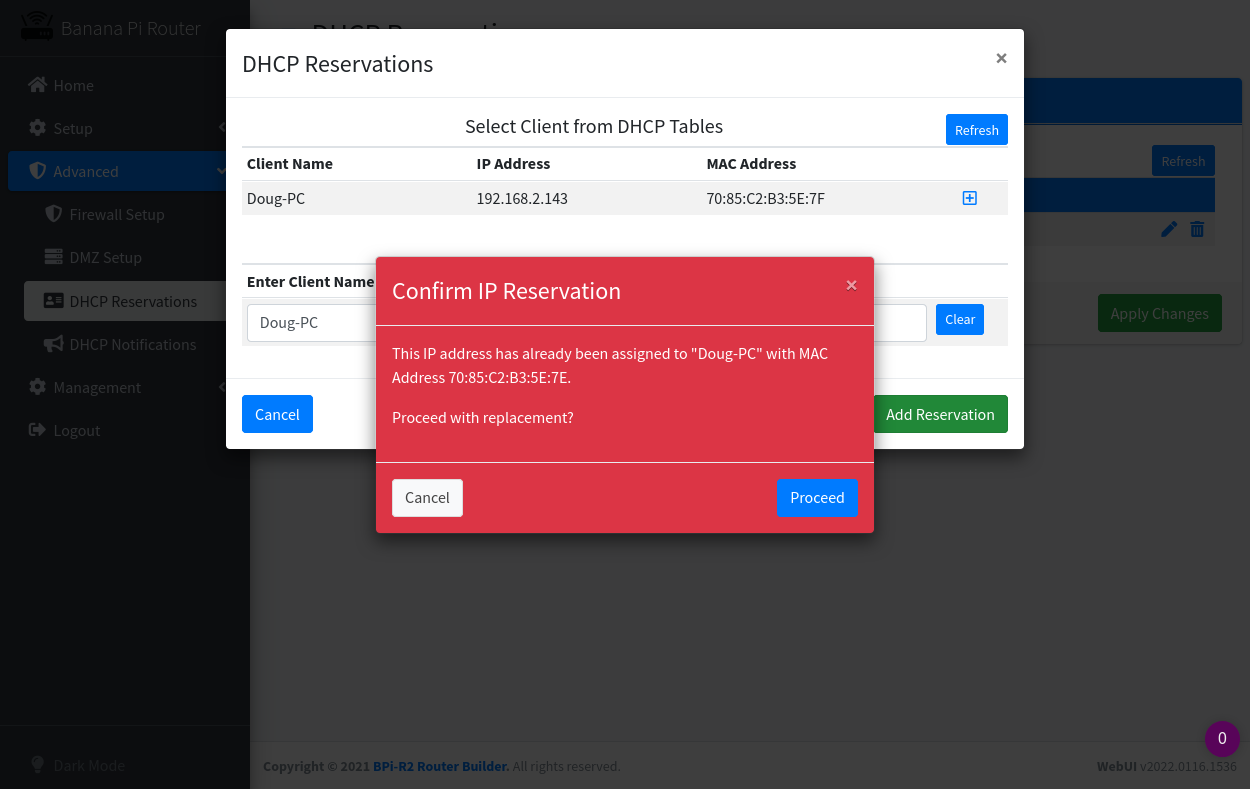 Banana Pi Router
Home
Setup
Advanced
Firewall Setup
DMZ Setup
DHCP Reservations
DHCP Notifications
Management
Logout
Dark Mode
DHCP Reservations
×
Select Client from DHCP Tables
Refresh
Client Name IP Address MAC Address
Doug-PC 192.168.2.143 70:85:C2:B3:5E:7F
Enter Client Name
Doug-PC
Clear
Cancel
Add Reservation
Confirm IP Reservation
×
This IP address has already been assigned to "Doug-PC" with MAC
Address 70:85:C2:B3:5E:7E.
Proceed with replacement?
Cancel
Proceed
Refresh
Apply Changes
0
Copyright © 2021 BPi-R2 Router Builder. All rights reserved.
WebUI v2022.0116.1536